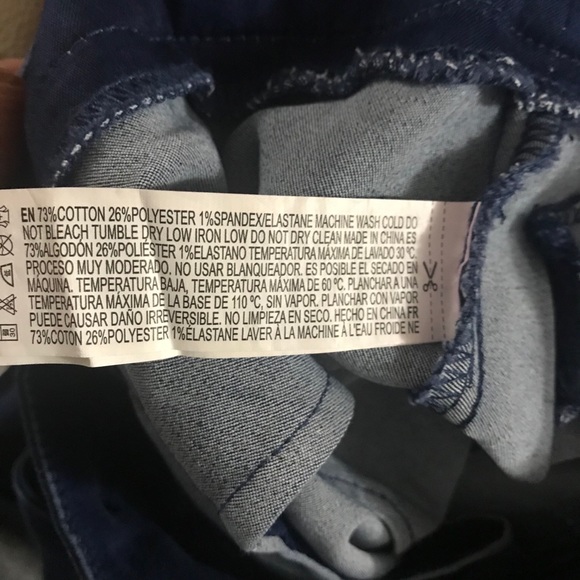 EN 73%COTTON 26%POLYESTER 1%SPANDEX/ELASTANE MACHINE WASH COLD DO
NOT BLEACH TUMBLE DRY LOW IRON LOW DO NOT DRY CLEAN MADE IN CHINA ES
73%ALGODÓN 26%POLIÉSTER 1%ELASTANO TEMPERATURA MÁXIMA DE LAVADO 30 ºC.
PROCESO MUY MODERADO. NO USAR BLANQUEADOR. ES POSIBLE EL SECADO EN
MÁQUINA. TEMPERATURA BAJA, TEMPERATURA MÁXIMA DE 60 ºC. PLANCHAR A UNA
TEMPERATURA MÁXIMA DE LA BASE DE 110 ºC, SIN VAPOR. PLANCHAR CON VAPOR
PUEDE CAUSAR DAÑO IRREVERSIBLE. NO LIMPIEZA EN SECO. HECHO EN CHINA FR
73%COTON 26%POLYESTER 1%ÉLASTANE LAVER À LA MACHINE À L'EAU FROIDE NE